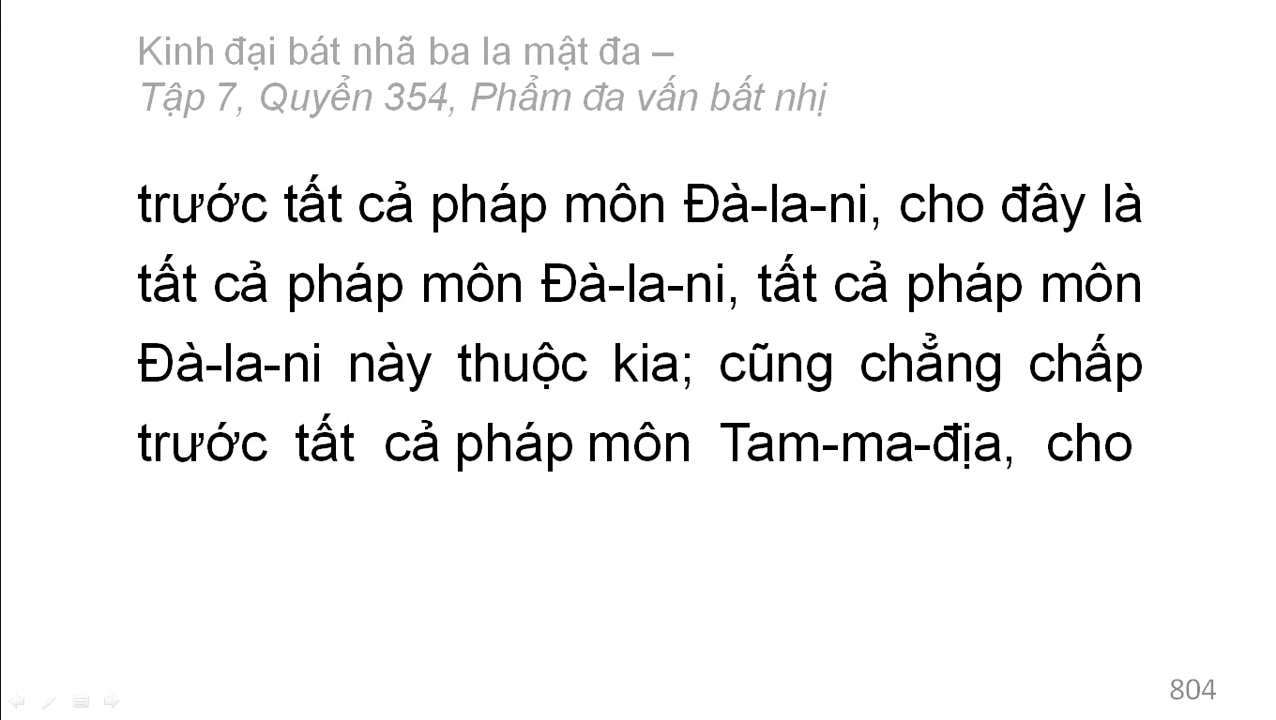 Kinh đại bát nhã ba la mật đa –
Tập 7, Quyển 354, Phẩm đa vấn bất nhị
trước tất cả pháp môn Đà-la-ni, cho đây là
tất cả pháp môn Đà-la-ni, tất cả pháp môn
Đà-la-ni này thuộc kia; cũng chẳng chấp
trước tất cả pháp môn Tam-ma-địa, cho
804